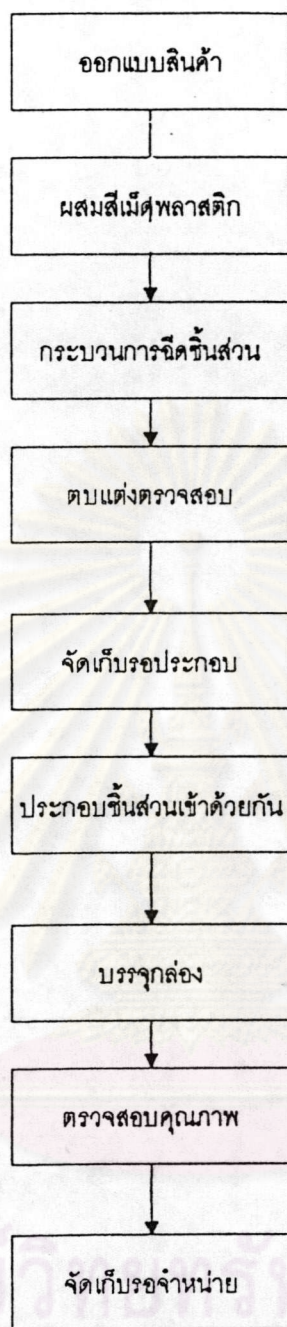 ออกแบบสินค้า
ผสมสีเม็ดพลาสติก
กระบวนการฉีดชิ้นส่วน
ตบแต่งตรวจสอบ
จัดเก็บรอประกอบ
ประกอบชิ้นส่วนเข้าด้วยกัน
บรรจุกล่อง
ตรวจสอบคุณภาพ
จัดเก็บรอจำหน่าย